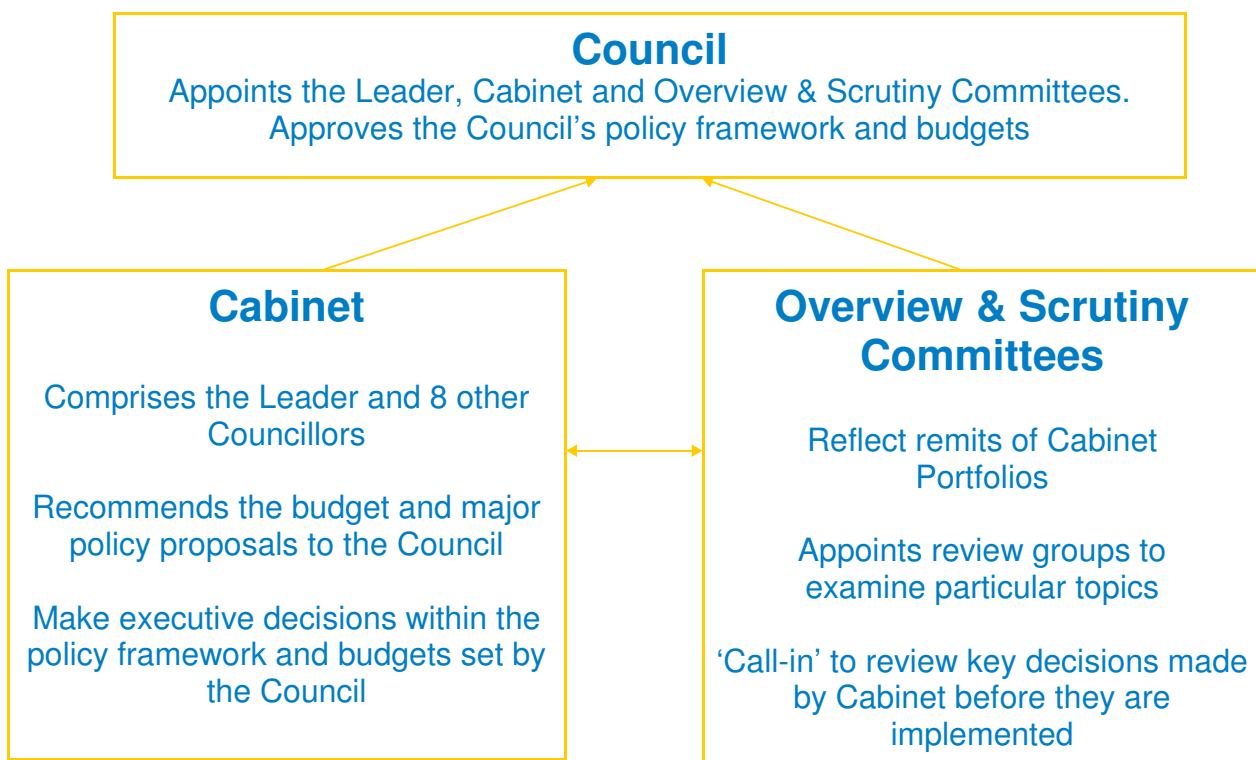 Council
Appoints the Leader, Cabinet and Overview & Scrutiny Committees.
Approves the Council’s policy framework and budgets
Cabinet
Comprises the Leader and 8 other
Councillors
Recommends the budget and major
policy proposals to the Council
Make executive decisions within the
policy framework and budgets set by
the Council
Overview & Scrutiny
Committees
Reflect remits of Cabinet
Portfolios
Appoints review groups to
examine particular topics
‘Call-in’ to review key decisions made
by Cabinet before they are
implemented